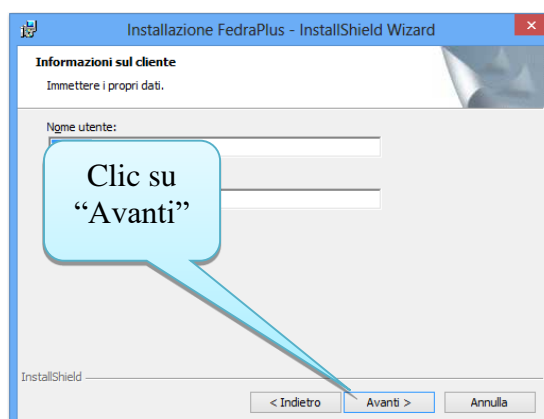 Installazione FedraPlus - InstallShield Wizard
Informazioni sul cliente
Immettere i propri dati.
Nome utente:
Clic su
“Avanti”
InstallShield
< Indietro
Avanti >
Annulla